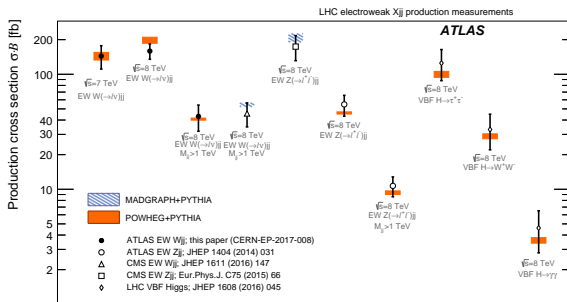 LHC electroweak Xjj production measurements
ATLAS
Production cross section σ·B [fb]
200
100
40
30
20
10
4
3
2
√s=7 TeV
EW W(→lν)jj
√s=8 TeV
EW W(→lν)jj
√s=8 TeV
EW W(→lν)jj
Mjj>1 TeV
√s=8 TeV
EW W(→lν)jj
Mjj>1 TeV
√s=8 TeV
EW Z(→l⁺l⁻)jj
√s=8 TeV
EW Z(→l⁺l⁻)jj
√s=8 TeV
EW Z(→l⁺l⁻)jj
Mjj>1 TeV
√s=8 TeV
VBF H→τ⁺τ⁻
√s=8 TeV
VBF H→W⁺W⁻
√s=8 TeV
VBF H→γγ
MADGRAPH+PYTHIA
POWHEG+PYTHIA
ATLAS EW Wjj; this paper (CERN-EP-2017-008)
ATLAS EW Zjj; JHEP 1404 (2014) 031
CMS EW Wjj; JHEP 1611 (2016) 147
CMS EW Zjj; Eur.Phys.J. C75 (2015) 66
LHC VBF Higgs; JHEP 1608 (2016) 045